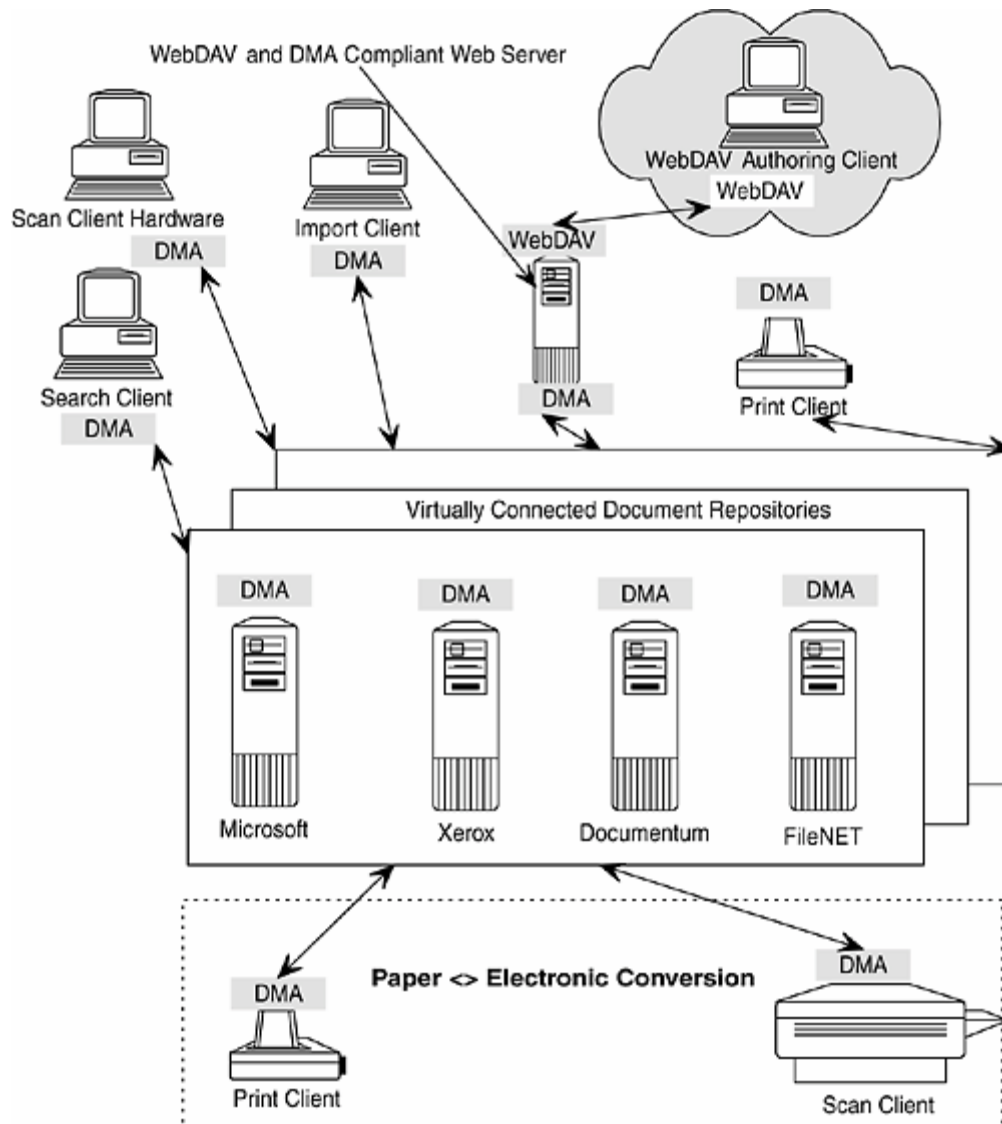 WebDAV and DMA Compliant Web Server
WebDAV Authoring Client
WebDAV
Scan Client Hardware
DMA
Import Client
DMA
WebDAV
DMA
DMA
Print Client
Search Client
DMA
Virtually Connected Document Repositories
DMA
DMA
DMA
DMA
Microsoft
Xerox
Documentum
FileNET
Paper <> Electronic Conversion
DMA
Print Client
DMA
Scan Client